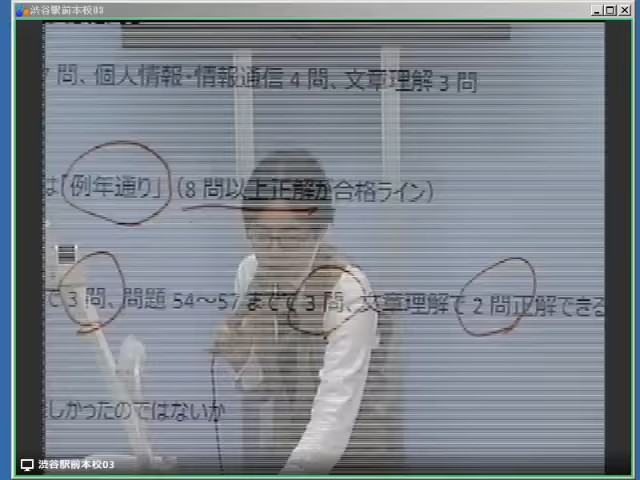 渋谷駅前本校03
問、個人情報・情報通信 4 問、文章理解 3 問
は「例年通り」（8 問以上正解が合格ライン）
で 3 問、問題 54～57 までで 3 問、文章理解で 2 問正解できる
しかったのではないか
渋谷駅前本校03